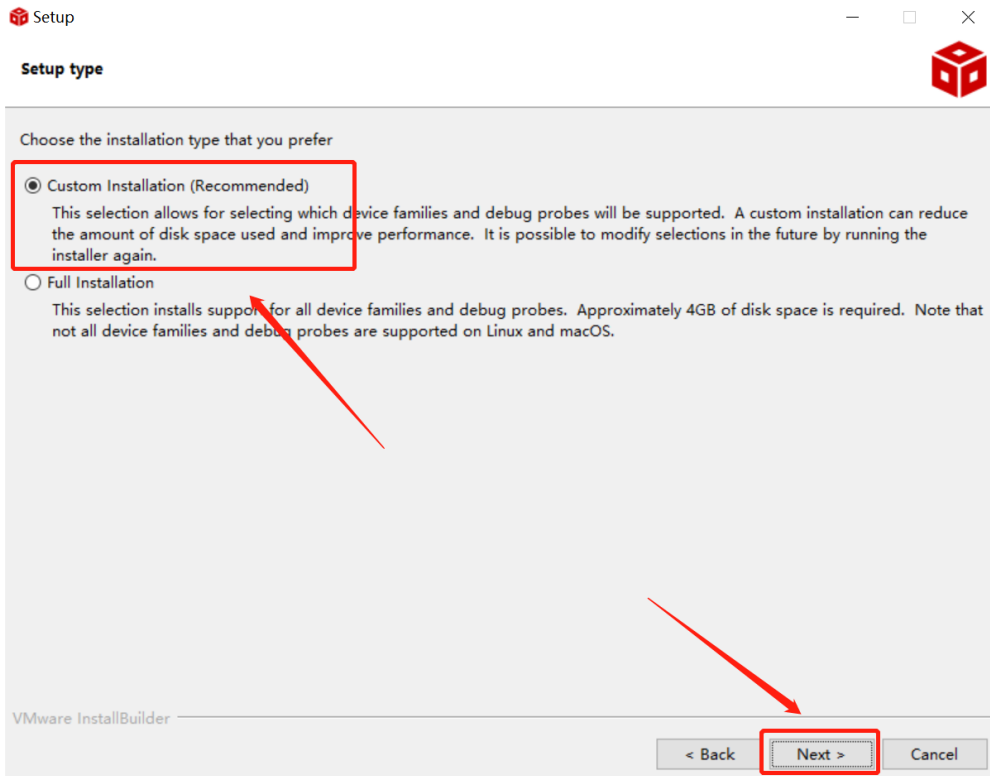 Setup
Setup type
Choose the installation type that you prefer
Custom Installation (Recommended)
This selection allows for selecting which device families and debug probes will be supported.  A custom installation can reduce
the amount of disk space used and improve performance.  It is possible to modify selections in the future by running the
installer again.
Full Installation
This selection installs support for all device families and debug probes.  Approximately 4GB of disk space is required.  Note that
not all device families and debug probes are supported on Linux and macOS.
VMware InstallBuilder
< Back
Next >
Cancel